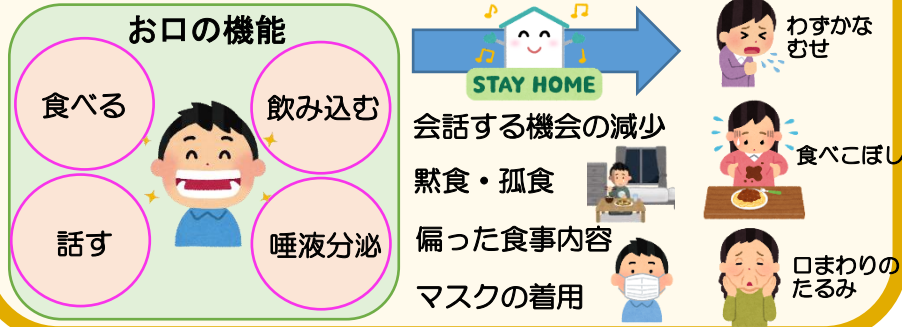 お口の機能
食べる
飲み込む
話す
唾液分泌
STAY HOME
会話する機会の減少
黙食・孤食
偏った食事内容
マスクの着用
わずかな
むせ
食べこぼし
口まわりの
たるみ